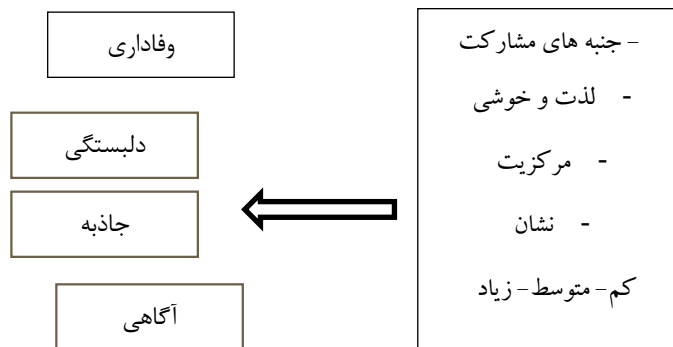 – جنبه های مشارکت
- لذت و خوشی
- مرکزیت
- نشان
کم – متوسط – زیاد
وفاداری
دلبستگی
جاذبه
آگاهی